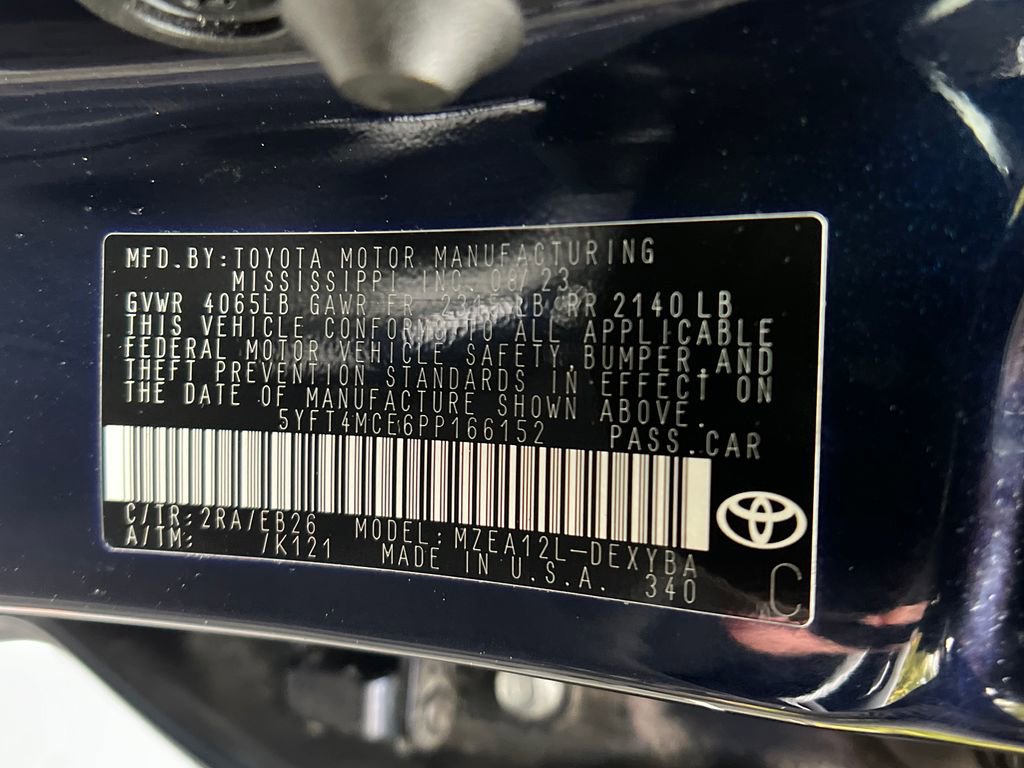 MFD.BY:TOYOTA MOTOR MANUFACTURING
MISSISSIPPI INC. 08/23
GVWR 4065LB GAWR FR LB RR 2140LB
THIS VEHICLE CONFORMS TO ALL APPLICABLE
FEDERAL MOTOR VEHICLE SAFETY,BUMPER,AND
THEFT PREVENTION STANDARDS IN EFFECT ON
THE DATE OF MANUFACTURE SHOWN ABOVE.
5YFT4MCE6PP166152 PASS.CAR
C/TR:2RA/EB26 MODEL:MZEA12L-DEXYBA
A/TM: /K121 MADE IN U.S.A. 340
C